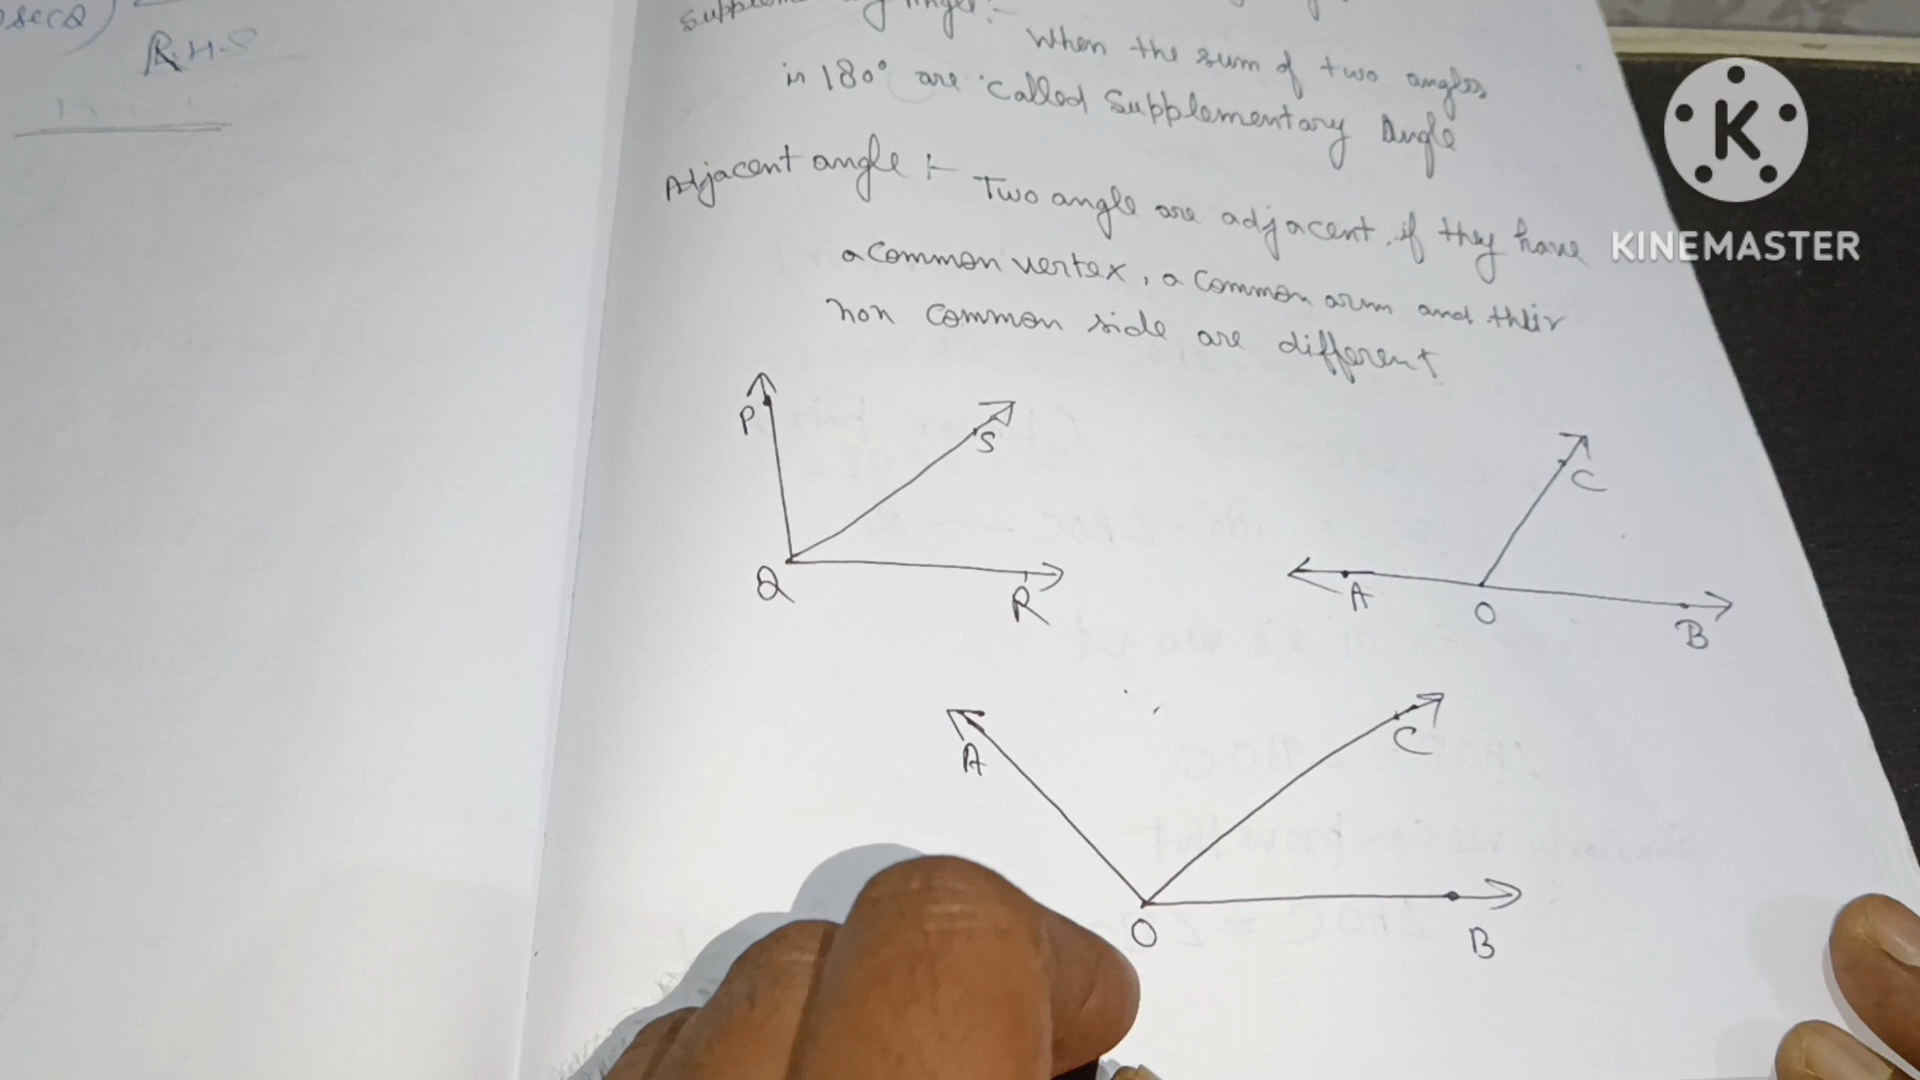 R.H.S
When the sum of two angles
is 180° are called Supplementary Angle
Adjacent angle :- Two angle are adjacent, if they have
a common vertex, a common arm and their
non common side are different
P
S
Q
R
C
A
O
B
A
C
O
B
K
KINEMASTER